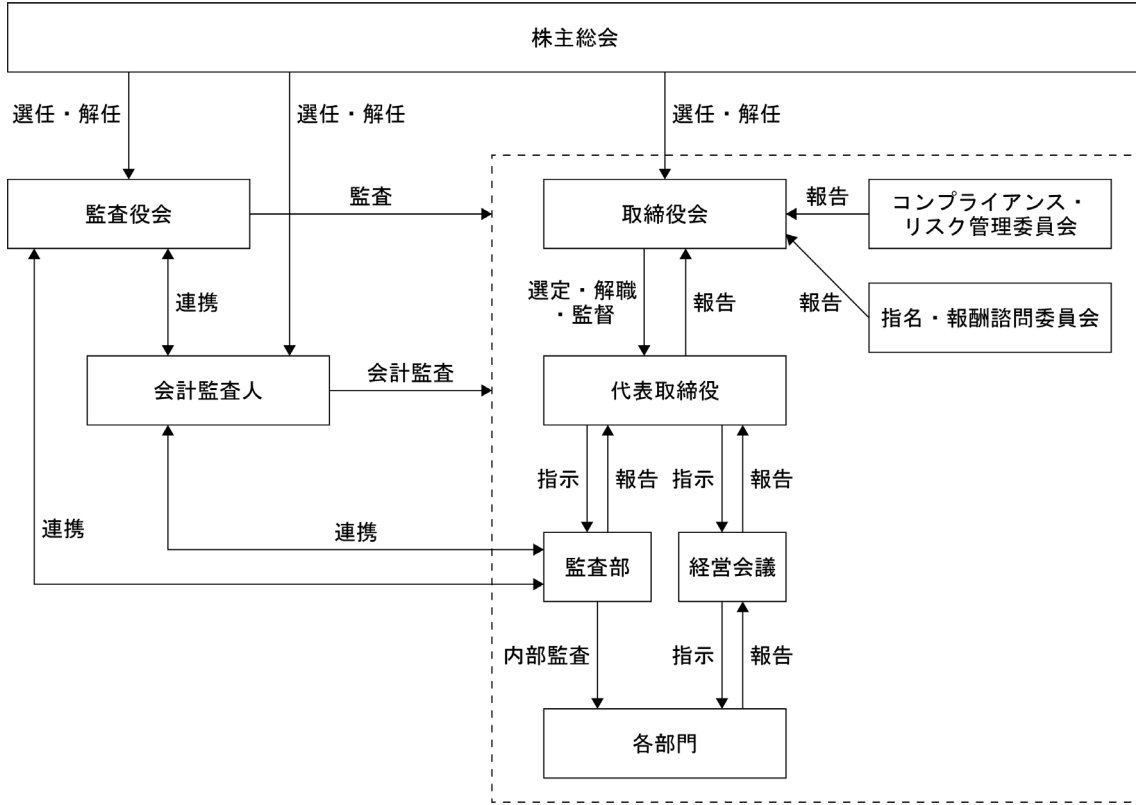 株主総会
選任・解任
選任・解任
選任・解任
監査役会
監査
取締役会
報告
コンプライアンス・
リスク管理委員会
連携
選定・解職
・監督
報告
報告
指名・報酬諮問委員会
会計監査人
会計監査
代表取締役
指示
報告
指示
報告
連携
連携
監査部
経営会議
内部監査
指示
報告
各部門